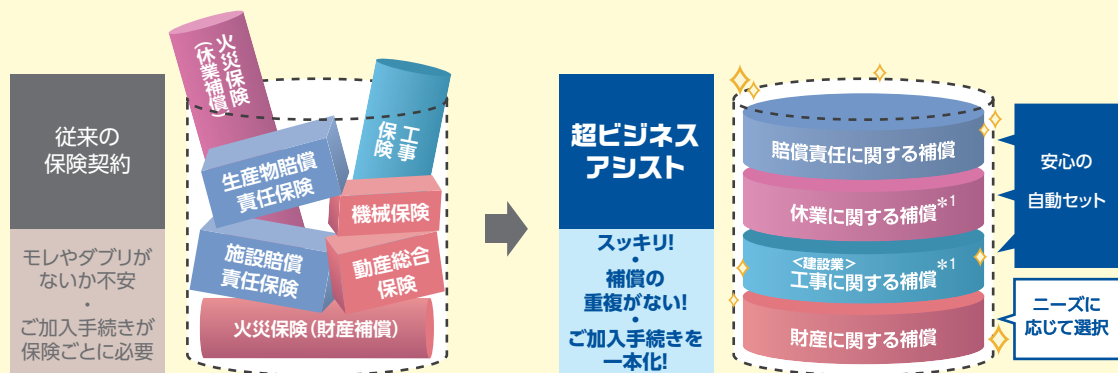 従来の
保険契約
モレやダブりが
ないか不安
・
ご加入手続きが
保険ごとに必要
火災保険
(休業補償)
工事
保険
生産物賠償
責任保険
機械保険
施設賠償
責任保険
動産総合
保険
火災保険(財産補償)
超ビジネス
アシスト
スッキリ!
・
補償の
重複がない!
・
ご加入手続きを
一本化!
賠償責任に関する補償
休業に関する補償*1
<建設業>
工事に関する補償*1
財産に関する補償
安心の
自動セット
ニーズに
応じて選択